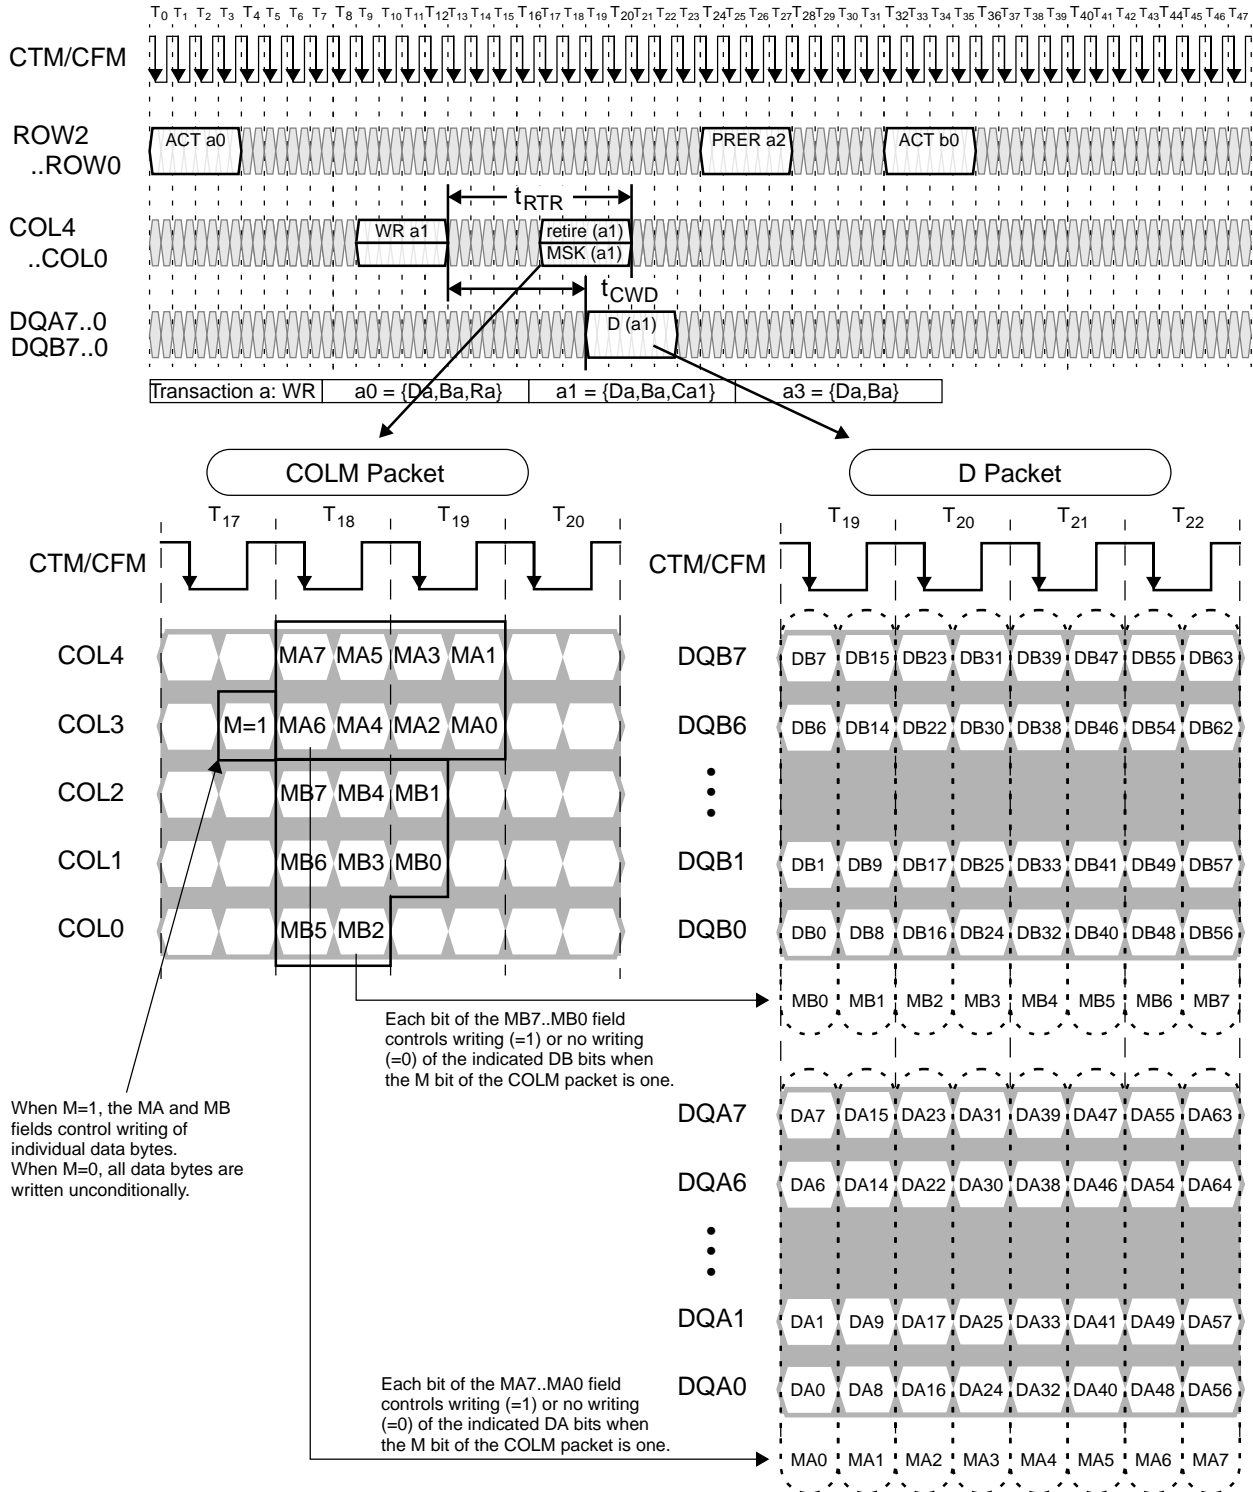 T0 T1 T2 T3 T4 T5 T6 T7 T8 T9 T10 T11 T12 T13 T14 T15 T16 T17 T18 T19 T20 T21 T22 T23 T24 T25 T26 T27 T28 T29 T30 T31 T32 T33 T34 T35 T36 T37 T38 T39 T40 T41 T42 T43 T44 T45 T46 T47
CTM/CFM
ROW2
..ROW0
ACT a0
PRER a2
ACT b0
tRTR
COL4
..COL0
WR a1
retire (a1)
MSK (a1)
tCWD
DQA7..0
DQB7..0
D (a1)
Transaction a: WR
a0 = {Da,Ba,Ra}
a1 = {Da,Ba,Ca1}
a3 = {Da,Ba}
COLM Packet
T17 T18 T19 T20
CTM/CFM
COL4 MA7 MA5 MA3 MA1
COL3 M=1 MA6 MA4 MA2 MA0
COL2 MB7 MB4 MB1
COL1 MB6 MB3 MB0
COL0 MB5 MB2
Each bit of the MB7..MB0 field
controls writing (=1) or no writing
(=0) of the indicated DB bits when
the M bit of the COLM packet is one.
When M=1, the MA and MB
fields control writing of
individual data bytes.
When M=0, all data bytes are
written unconditionally.
Each bit of the MA7..MA0 field
controls writing (=1) or no writing
(=0) of the indicated DA bits when
the M bit of the COLM packet is one.
D Packet
T19 T20 T21 T22
CTM/CFM
DQB7 DB7 DB15 DB23 DB31 DB39 DB47 DB55 DB63
DQB6 DB6 DB14 DB22 DB30 DB38 DB46 DB54 DB62
DQB1 DB1 DB9 DB17 DB25 DB33 DB41 DB49 DB57
DQB0 DB0 DB8 DB16 DB24 DB32 DB40 DB48 DB56
MB0 MB1 MB2 MB3 MB4 MB5 MB6 MB7
DQA7 DA7 DA15 DA23 DA31 DA39 DA47 DA55 DA63
DQA6 DA6 DA14 DA22 DA30 DA38 DA46 DA54 DA64
DQA1 DA1 DA9 DA17 DA25 DA33 DA41 DA49 DA57
DQA0 DA0 DA8 DA16 DA24 DA32 DA40 DA48 DA56
MA0 MA1 MA2 MA3 MA4 MA5 MA6 MA7